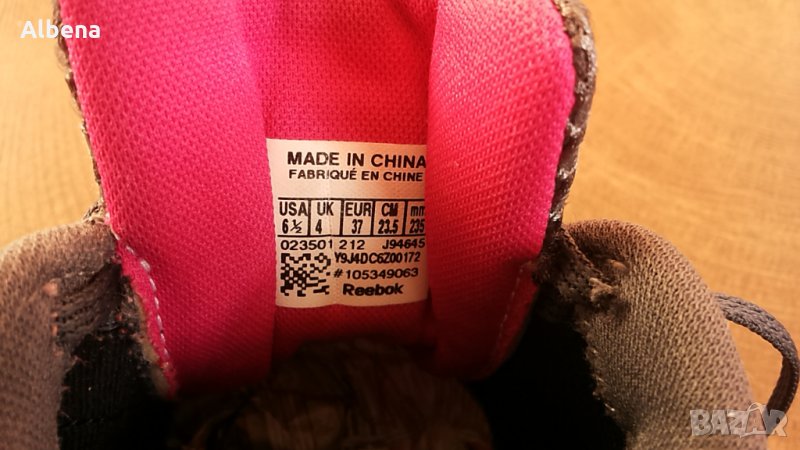 Albena
MADE IN CHINA
FABRIQUÉ EN CHINE
USA UK EUR CM mm
6½ 4 37 23.5 235
023501 212 J94645
Y9J4DC6Z00172
#105349063
Reebok
BAZAR